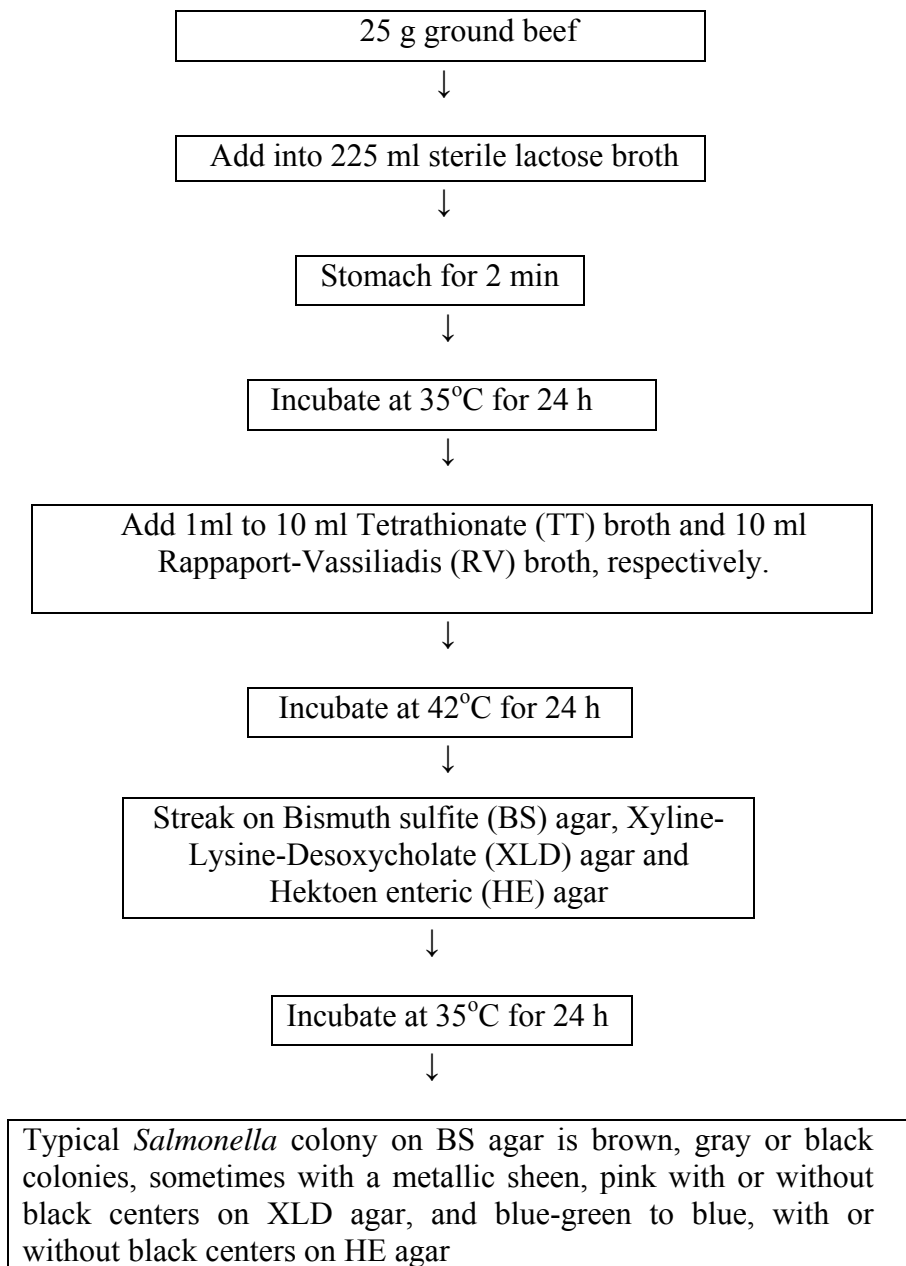 25 g ground beef
↓
Add into 225 ml sterile lactose broth
↓
Stomach for 2 min
↓
Incubate at 35°C for 24 h
↓
Add 1ml to 10 ml Tetrathionate (TT) broth and 10 ml
Rappaport-Vassiliadis (RV) broth, respectively.
↓
Incubate at 42°C for 24 h
↓
Streak on Bismuth sulfite (BS) agar, Xyline-
Lysine-Desoxycholate (XLD) agar and
Hektoen enteric (HE) agar
↓
Incubate at 35°C for 24 h
↓
Typical Salmonella colony on BS agar is brown, gray or black
colonies, sometimes with a metallic sheen, pink with or without
black centers on XLD agar, and blue-green to blue, with or
without black centers on HE agar